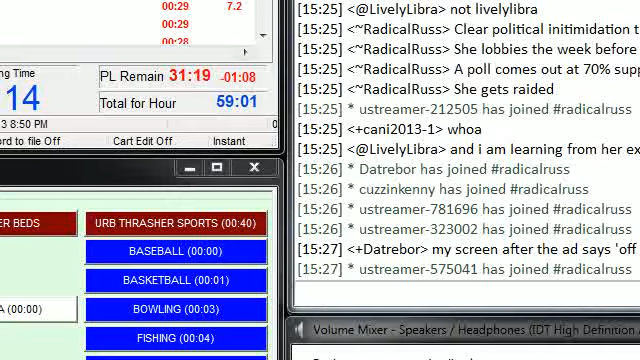 00:29 7.2
00:29
00:28
ng Time
14
PL Remain 31:19 -01:08
Total for Hour 59:01
3 8:50 PM
ord to file Off Cart Edit Off Instant
ER BEDS
URB THRASHER SPORTS (00:40)
BASEBALL (00:00)
BASKETBALL (00:01)
A (00:00)
BOWLING (00:03)
FISHING (00:04)
[15:25] <@LivelyLibra> not livelylibra
[15:25] <~RadicalRuss> Clear political initimidation t
[15:25] <~RadicalRuss> She lobbies the week before
[15:25] <~RadicalRuss> A poll comes out at 70% supp
[15:25] <~RadicalRuss> She gets raided
[15:25] * ustreamer-212505 has joined #radicalruss
[15:25] <+cani2013-1> whoa
[15:25] <@LivelyLibra> and i am learning from her ex
[15:26] * Datrebor has joined #radicalruss
[15:26] * cuzzinkenny has joined #radicalruss
[15:26] * ustreamer-781696 has joined #radicalruss
[15:26] * ustreamer-323002 has joined #radicalruss
[15:27] <+Datrebor> my screen after the ad says 'off
[15:27] * ustreamer-575041 has joined #radicalruss
Volume Mixer - Speakers / Headphones (IDT High Definition A